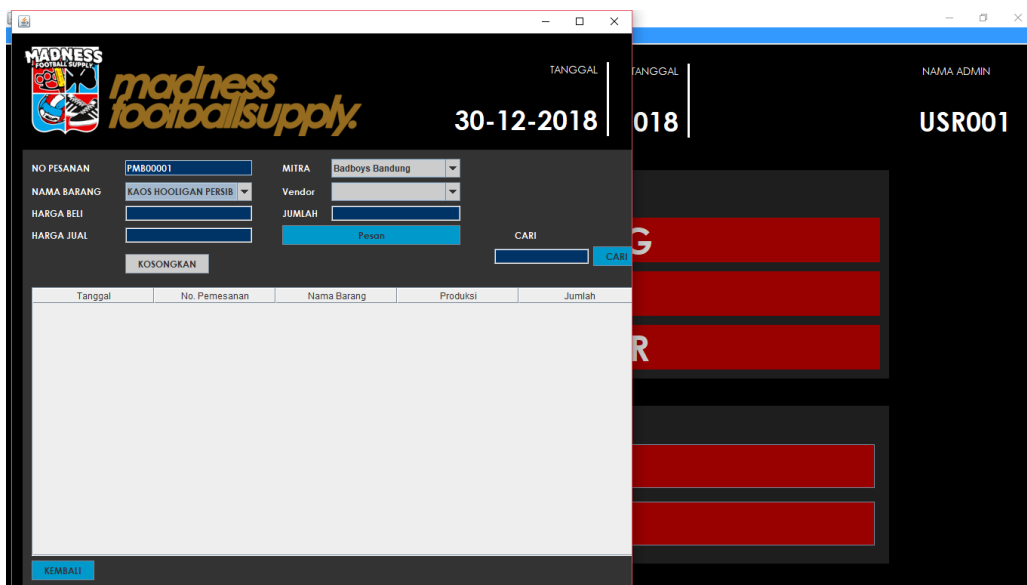 MADNESS
FOOTBALL SUPPLY
madness
footballsupply.
TANGGAL
30-12-2018
TANGGAL
018
NAMA ADMIN
USR001
NO PESANAN PMB00001 MITRA Badboys Bandung
NAMA BARANG KAOS HOOLIGAN PERSIB Vendor
HARGA BELI JUMLAH
HARGA JUAL Pesan CARI
KOSONGKAN CARI
Tanggal No. Pemesanan Nama Barang Produksi Jumlah
G
R
KEMBALI